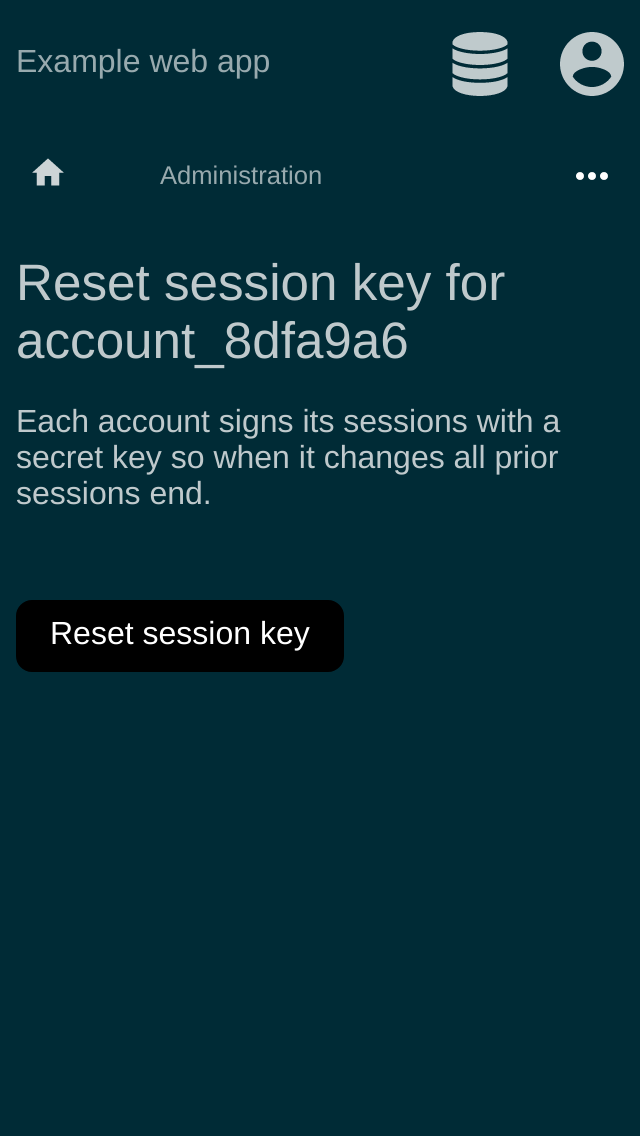 Example web app
Administration
Reset session key for
account_8dfa9a6
Each account signs its sessions with a
secret key so when it changes all prior
sessions end.
Reset session key